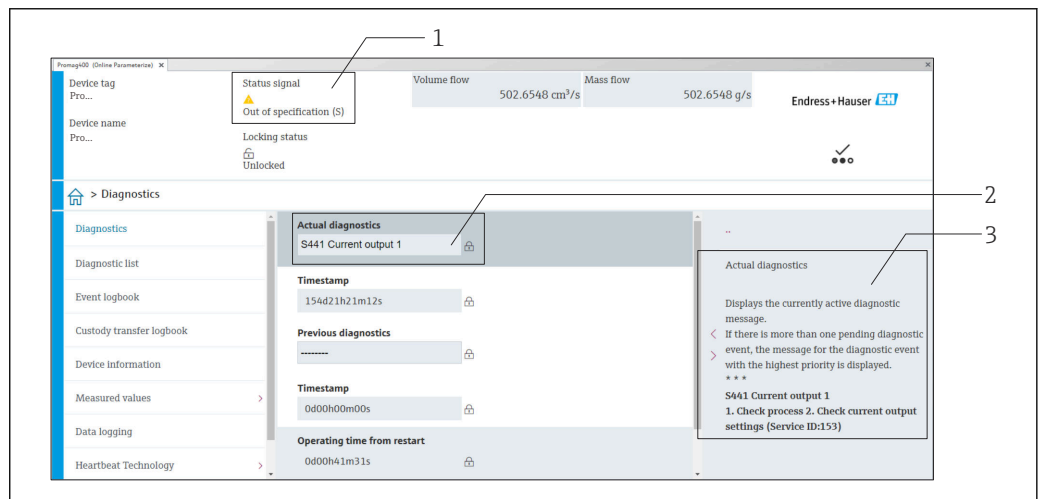 1
Promag400 (Online Parameterize) X
x
Device tag
Pro...
Device name
Pro...
Status signal
Out of specification (S)
Locking status
Unlocked
Volume flow
502.6548 cm³/s
Mass flow
502.6548 g/s
Endress+Hauser EH
> Diagnostics
2
3
Diagnostics
Diagnostic list
Event logbook
Custody transfer logbook
Device information
Measured values >
Data logging
Heartbeat Technology >
Actual diagnostics
S441 Current output 1
Timestamp
154d21h21m12s
Previous diagnostics
--------
Timestamp
0d00h00m00s
Operating time from restart
0d00h41m31s
..
Actual diagnostics
Displays the currently active diagnostic
message.
If there is more than one pending diagnostic
event, the message for the diagnostic event
with the highest priority is displayed.
* * *
S441 Current output 1
1. Check process 2. Check current output
settings (Service ID:153)